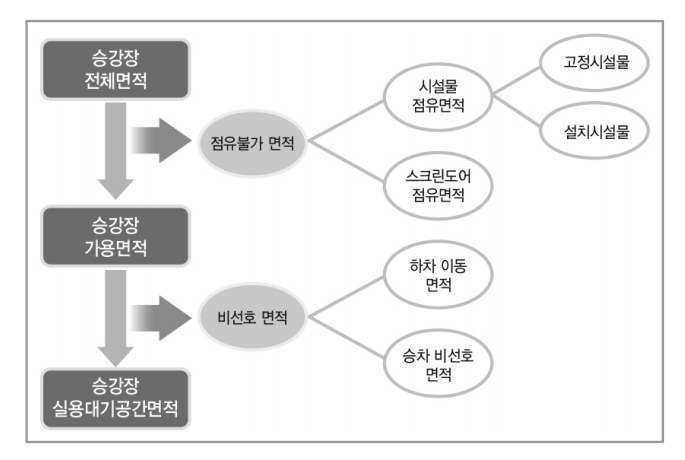 승강장
전체면적
점유불가 면적
시설물
점유면적
고정시설물
설치시설물
스크린도어
점유면적
승강장
가용면적
비선호 면적
하차 이동
면적
승차 비선호
면적
승강장
실용대기공간면적